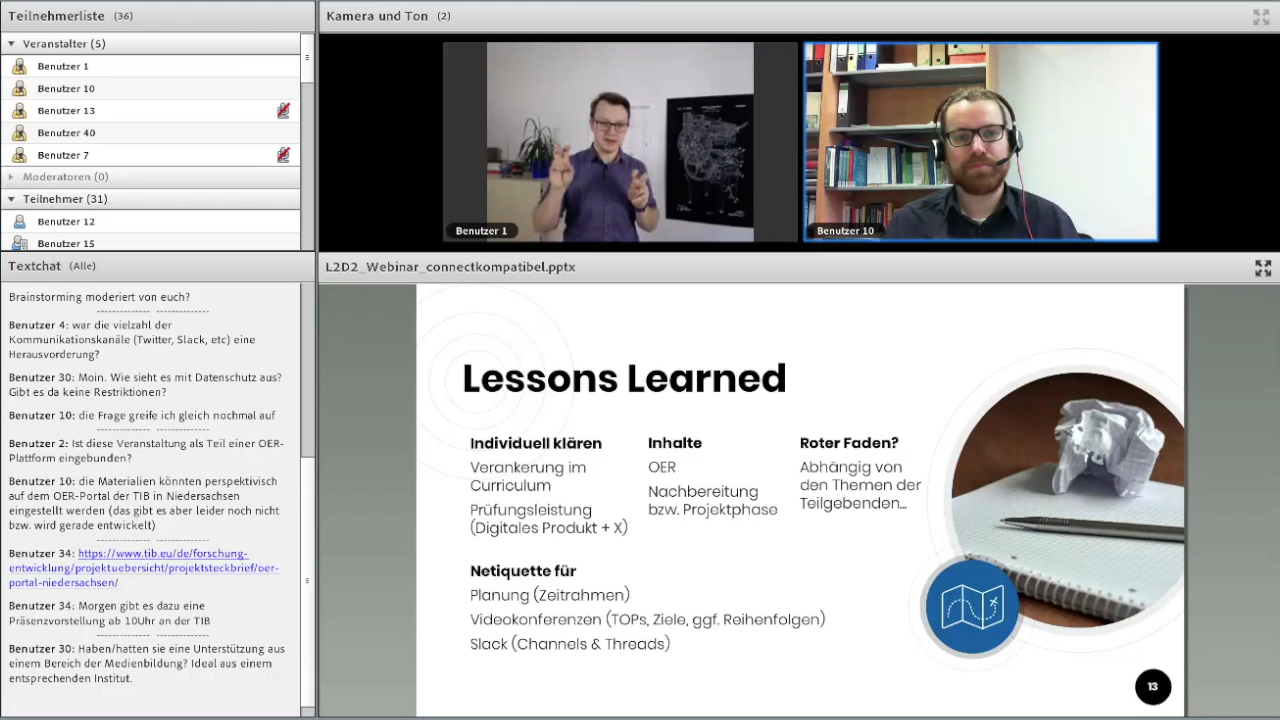 Teilnehmerliste (36)
Veranstalter (5)
Benutzer 1
Benutzer 10
Benutzer 13
Benutzer 40
Benutzer 7
Moderatoren (0)
Teilnehmer (31)
Benutzer 12
Benutzer 15
Textchat (Alle)
Brainstorming moderiert von euch?
------------ ------------
Benutzer 4: war die vielzahl der
Kommunikationskanäle (Twitter, Slack, etc) eine
Herausvorderung?
Benutzer 30: Moin. Wie sieht es mit Datenschutz aus?
Gibt es da keine Restriktionen?
Benutzer 10: die Frage greife ich gleich nochmal auf
------------ ------------
Benutzer 2: Ist diese Veranstaltung als Teil einer OER-
Plattform eingebunden?
Benutzer 10: die Materialien könnten perspektivisch
auf dem OER-Portal der TIB in Niedersachsen
eingestellt werden (das gibt es aber leider noch nicht
bzw. wird gerade entwickelt)
------------ ------------
Benutzer 34: https://www.tib.eu/de/forschung-
entwicklung/projektuebersicht/projektsteckbrief/oer-
portal-niedersachsen/
Benutzer 34: Morgen gibt es dazu eine
Präsenzvorstellung ab 10Uhr an der TIB
------------ ------------
Benutzer 30: Haben/hatten sie eine Unterstützung aus
einem Bereich der Medienbildung? Ideal aus einem
entsprechenden Institut.
Kamera und Ton (2)
Benutzer 1
Benutzer 10
L2D2_Webinar_connectkompatibel.pptx
Lessons Learned
Individuell klären
Verankerung im
Curriculum
Prüfungsleistung
(Digitales Produkt + X)
Inhalte
OER
Nachbereitung
bzw. Projektphase
Roter Faden?
Abhängig von
den Themen der
Teilgebenden...
Netiquette für
Planung (Zeitrahmen)
Videokonferenzen (TOPs, Ziele, ggf. Reihenfolgen)
Slack (Channels & Threads)
13